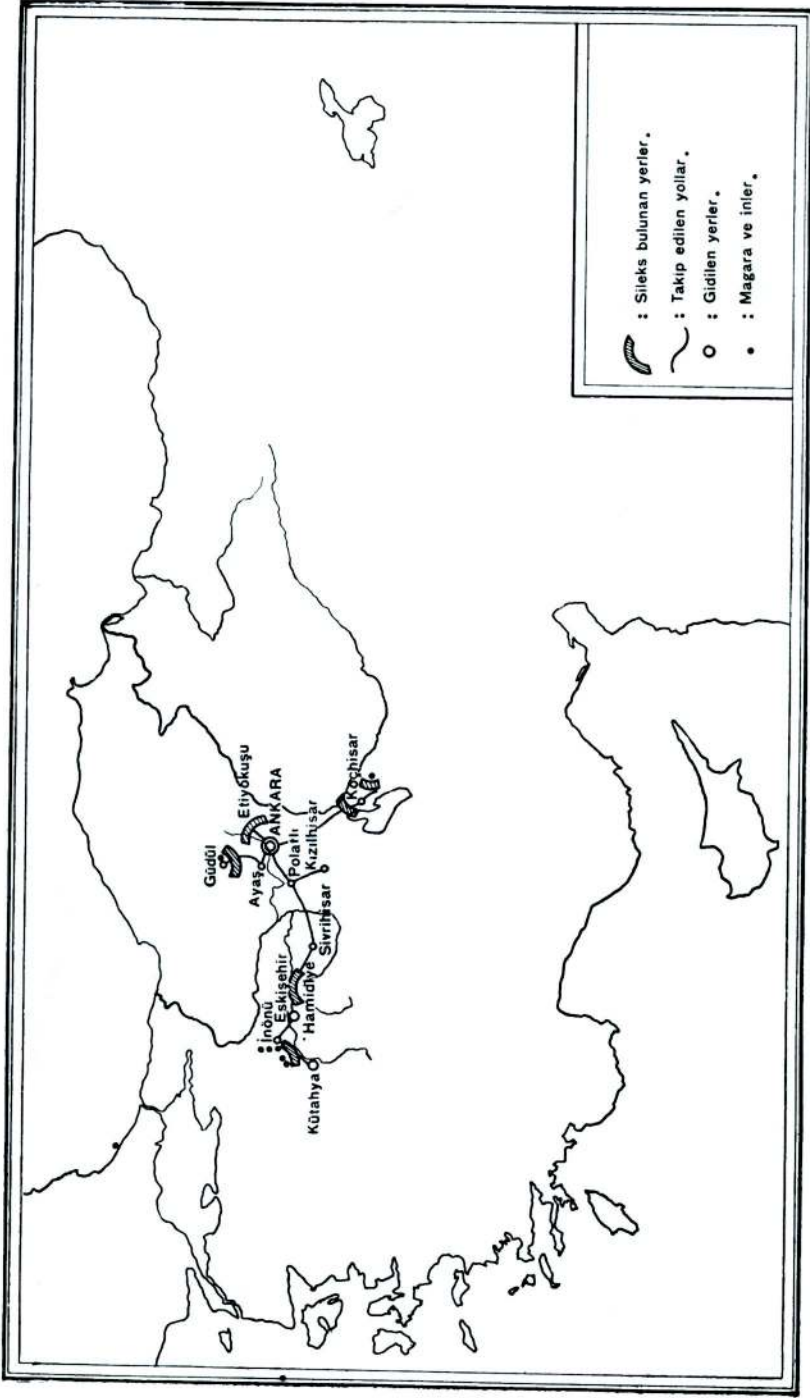 Güdül
Etiyokuşu
Ayaş
ANKARA
Polatlı
Kızılhisar
Koçhisar
Sivrihisar
İnönü
Eskişehir
Hamidiye
Kütahya
: Sileks bulunan yerler.
: Takip edilen yollar.
: Gidilen yerler.
: Magara ve inler.